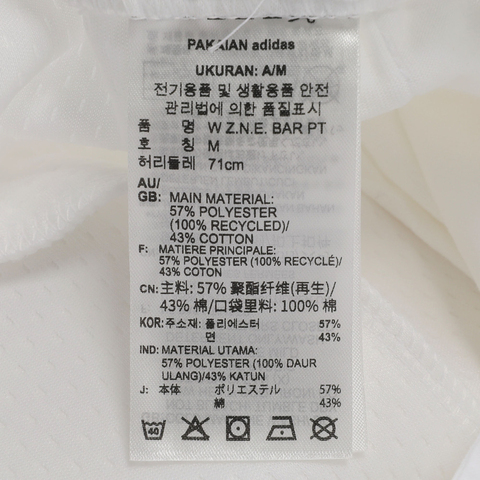 PAKAIAN adidas
UKURAN: A/M
전기용품 및 생활용품 안전
관리법에 의한 품질표시
품 명 W Z.N.E. BAR PT
호 칭 M
허리둘레 71cm
AU/
GB: MAIN MATERIAL:
57% POLYESTER
(100% RECYCLED)/
43% COTTON
F: MATIERE PRINCIPALE:
57% POLYESTER (100% RECYCLÉ)/
43% COTON
CN: 主料: 57% 聚酯纤维(再生)/
43% 棉/口袋里料: 100% 棉
KOR: 주소재: 폴리에스터 57%
면 43%
IND: MATERIAL UTAMA:
57% POLYESTER (100% DAUR
ULANG)/43% KATUN
J: 本体 ポリエステル 57%
綿 43%
40